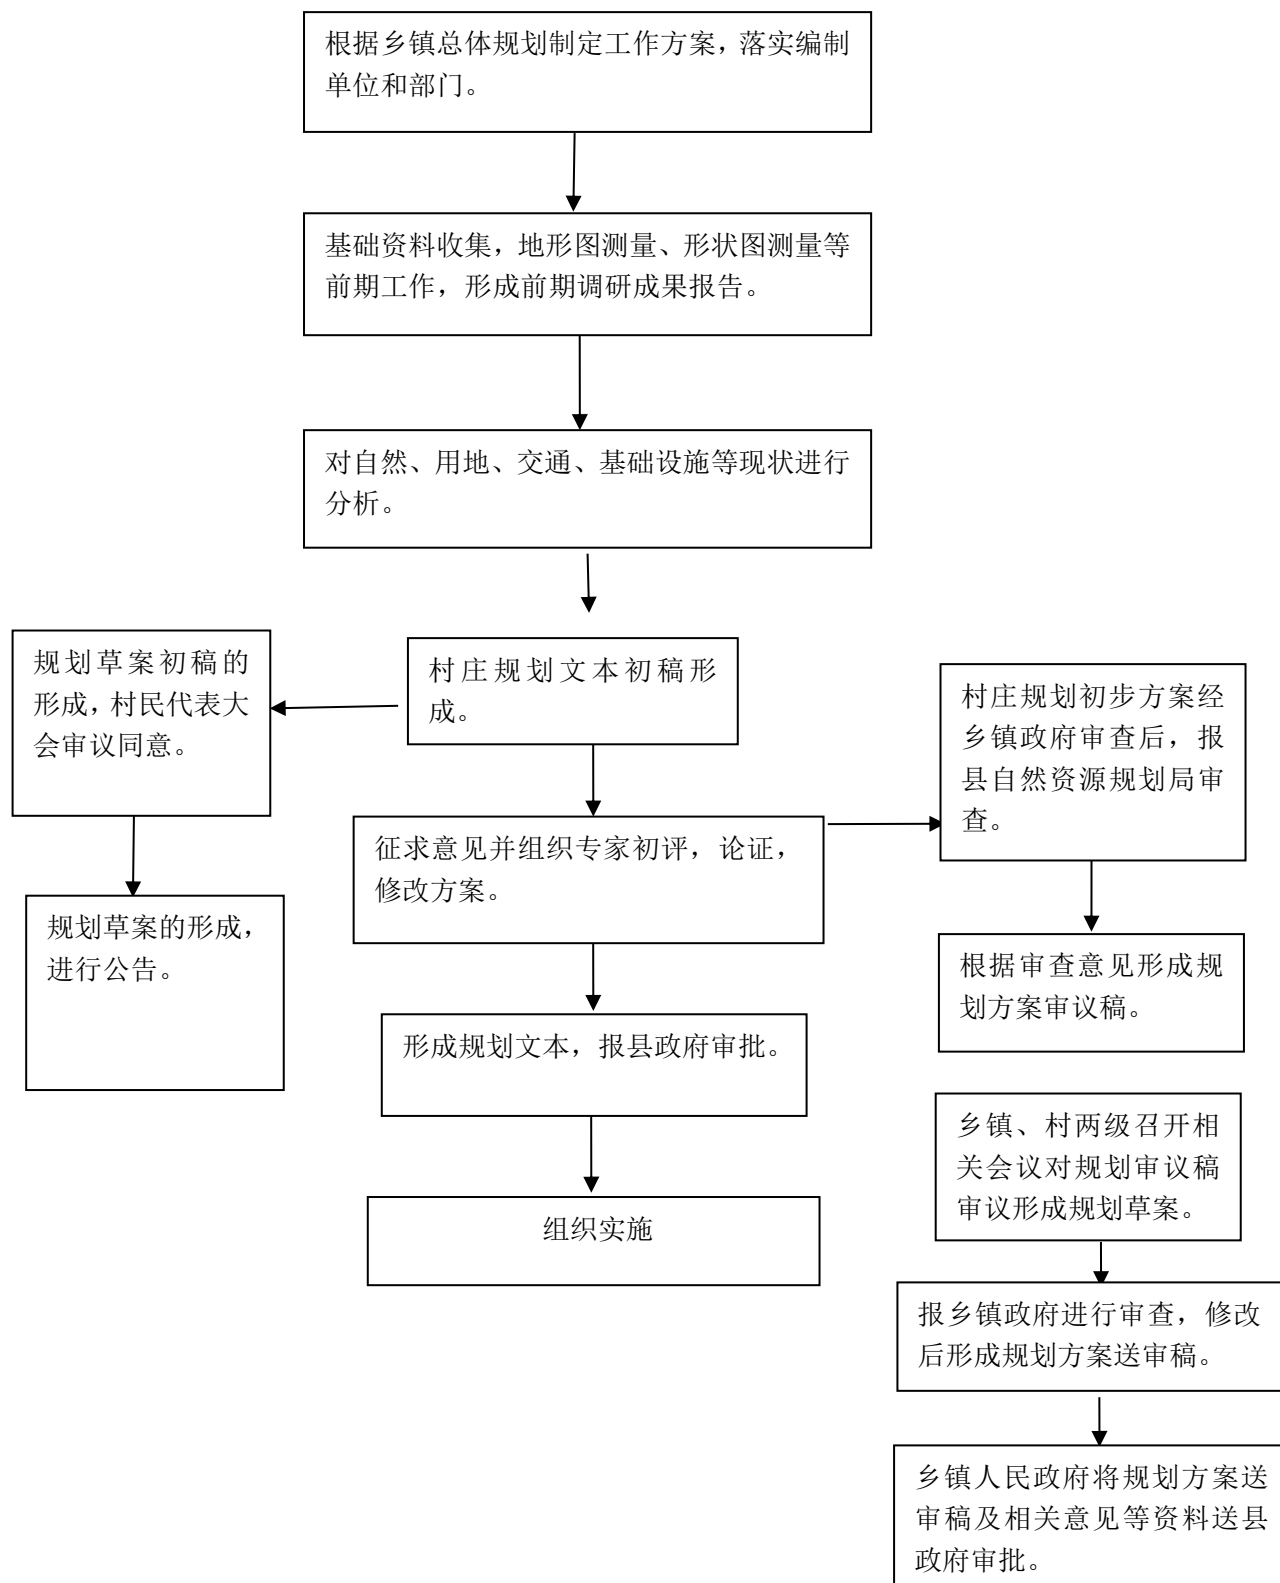 根据乡镇总体规划制定工作方案，落实编制
单位和部门。
基础资料收集，地形图测量、形状图测量等
前期工作，形成前期调研成果报告。
对自然、用地、交通、基础设施等现状进行
分析。
村庄规划文本初稿形
成。
规划草案初稿的
形成，村民代表大
会审议同意。
规划草案的形成，
进行公告。
征求意见并组织专家初评，论证，
修改方案。
形成规划文本，报县政府审批。
组织实施
村庄规划初步方案经
乡镇政府审查后，报
县自然资源规划局审
查。
根据审查意见形成规
划方案审议稿。
乡镇、村两级召开相
关会议对规划审议稿
审议形成规划草案。
报乡镇政府进行审查，修改
后形成规划方案送审稿。
乡镇人民政府将规划方案送
审稿及相关意见等资料送县
政府审批。